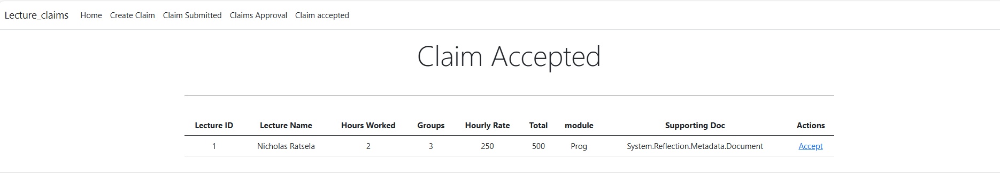 Lecture_claims Home Create Claim Claim Submitted Claims Approval Claim accepted
Claim Accepted
Lecture ID Lecture Name Hours Worked Groups Hourly Rate Total module Supporting Doc Actions
1 Nicholas Ratsela 2 3 250 500 Prog System.Reflection.Metadata.Document Accept